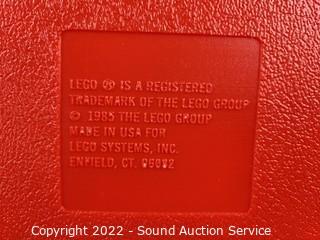 LEGO ® IS A REGISTERED
TRADEMARK OF THE LEGO GROUP
© 1985 THE LEGO GROUP
MADE IN USA FOR
LEGO SYSTEMS, INC.
ENFIELD, CT. 06082
Copyright 2022 - Sound Auction Service